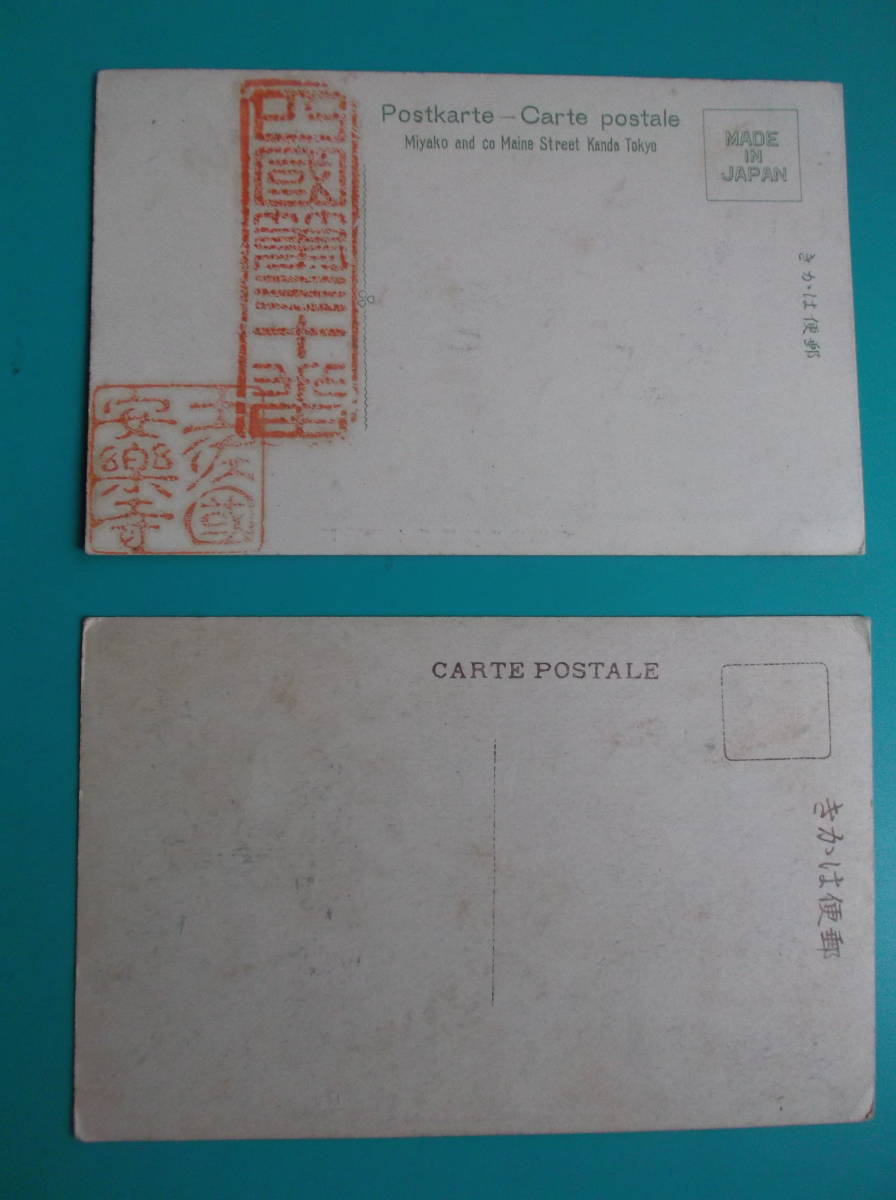 Postkarte — Carte postale
Miyako and co Maine Street Kanda Tokyo
MADE
IN
JAPAN
きかは便郵
土佐國
安樂寺
CARTE POSTALE
きかは便郵